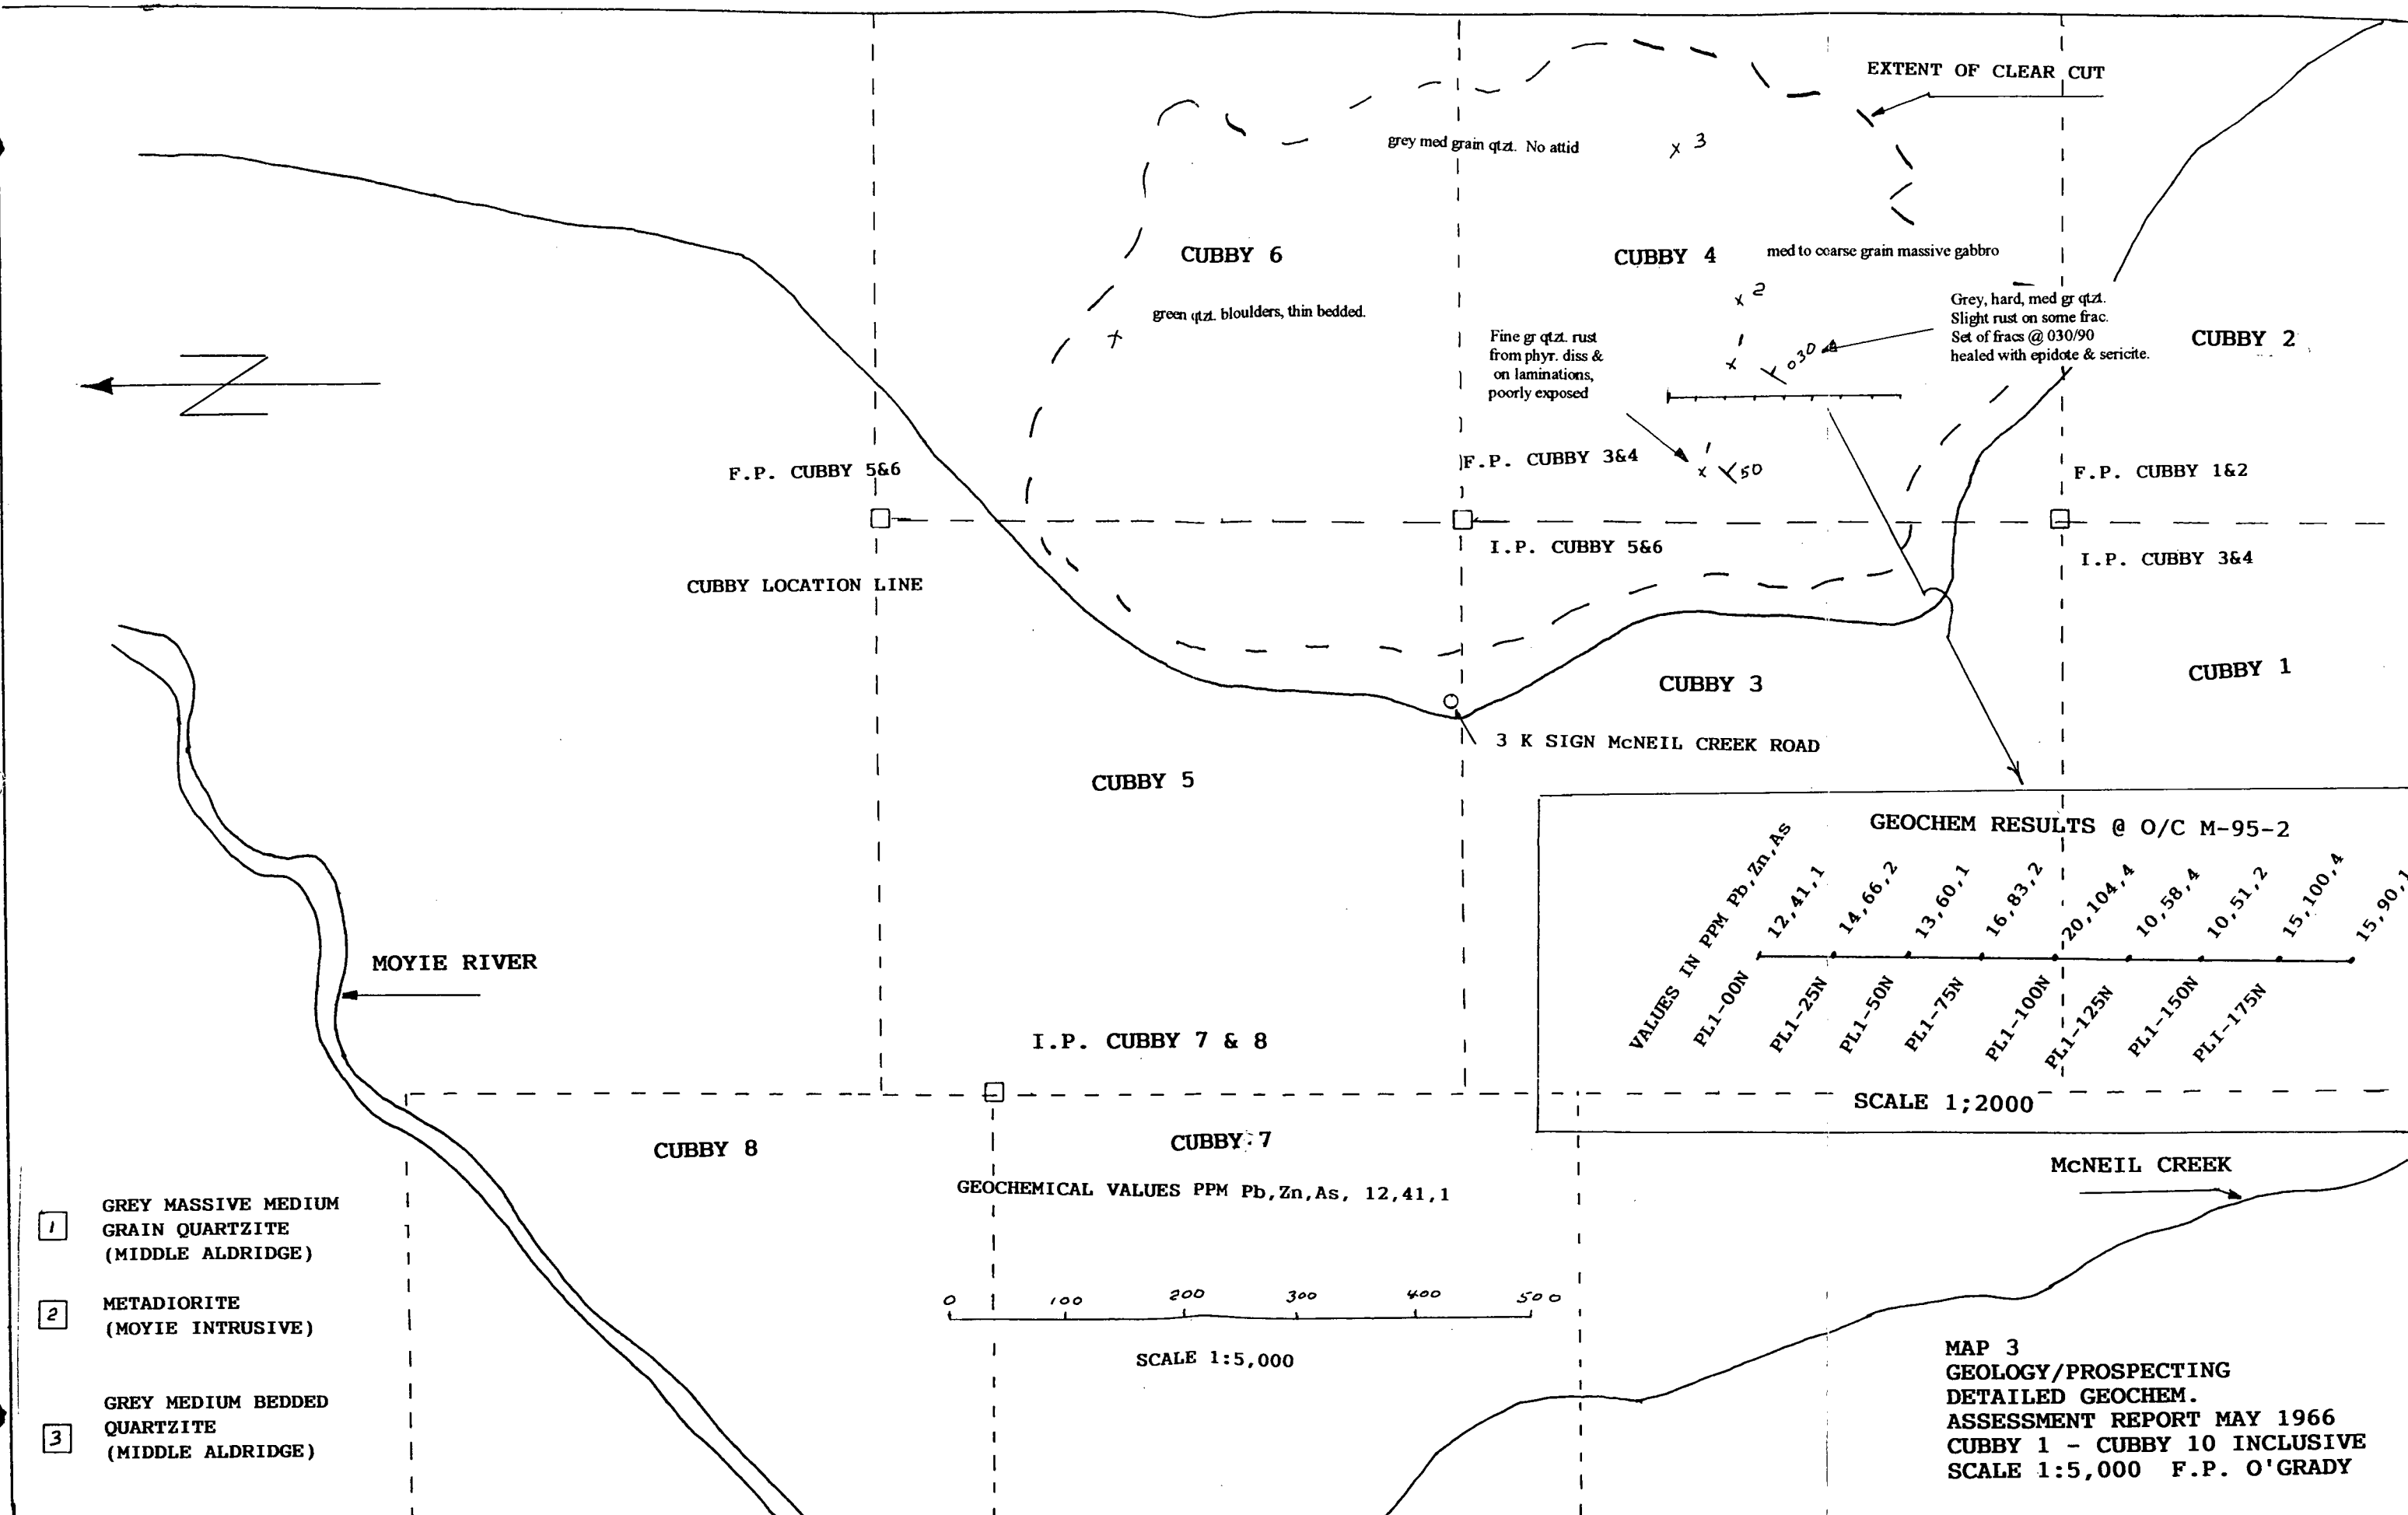 EXTENT OF CLEAR CUT
grey med grain qtzt. No attid
x 3
CUBBY 6
CUBBY 4
med to coarse grain massive gabbro
x 2
green qtzt. bloulders, thin bedded.
Grey, hard, med gr qtzt.
Slight rust on some frac.
Set of fracs @ 030/90
healed with epidote & sericite.
CUBBY 2
Fine gr qtzt. rust
from phyr. diss &
on laminations,
poorly exposed
1
x
030
N
F.P. CUBBY 5&6
F.P. CUBBY 3&4
1
x
50
F.P. CUBBY 1&2
I.P. CUBBY 5&6
I.P. CUBBY 3&4
CUBBY LOCATION LINE
CUBBY 3
CUBBY 1
3 K SIGN McNEIL CREEK ROAD
CUBBY 5
GEOCHEM RESULTS @ O/C M-95-2
VALUES IN PPM Pb,Zn,As
12,41,1
14,66,2
13,60,1
16,83,2
20,104,4
10,58,4
10,51,2
15,100,4
15,90,1
PL1-00N
PL1-25N
PL1-50N
PL1-75N
PL1-100N
PL1-125N
PL1-150N
PL1-175N
SCALE 1;2000
MOYIE RIVER
I.P. CUBBY 7 & 8
CUBBY 8
CUBBY 7
GEOCHEMICAL VALUES PPM Pb,Zn,As, 12,41,1
McNEIL CREEK
1
GREY MASSIVE MEDIUM
GRAIN QUARTZITE
(MIDDLE ALDRIDGE)
2
METADIORITE
(MOYIE INTRUSIVE)
3
GREY MEDIUM BEDDED
QUARTZITE
(MIDDLE ALDRIDGE)
0 100 200 300 400 500
SCALE 1:5,000
MAP 3
GEOLOGY/PROSPECTING
DETAILED GEOCHEM.
ASSESSMENT REPORT MAY 1966
CUBBY 1 - CUBBY 10 INCLUSIVE
SCALE 1:5,000 F.P. O'GRADY